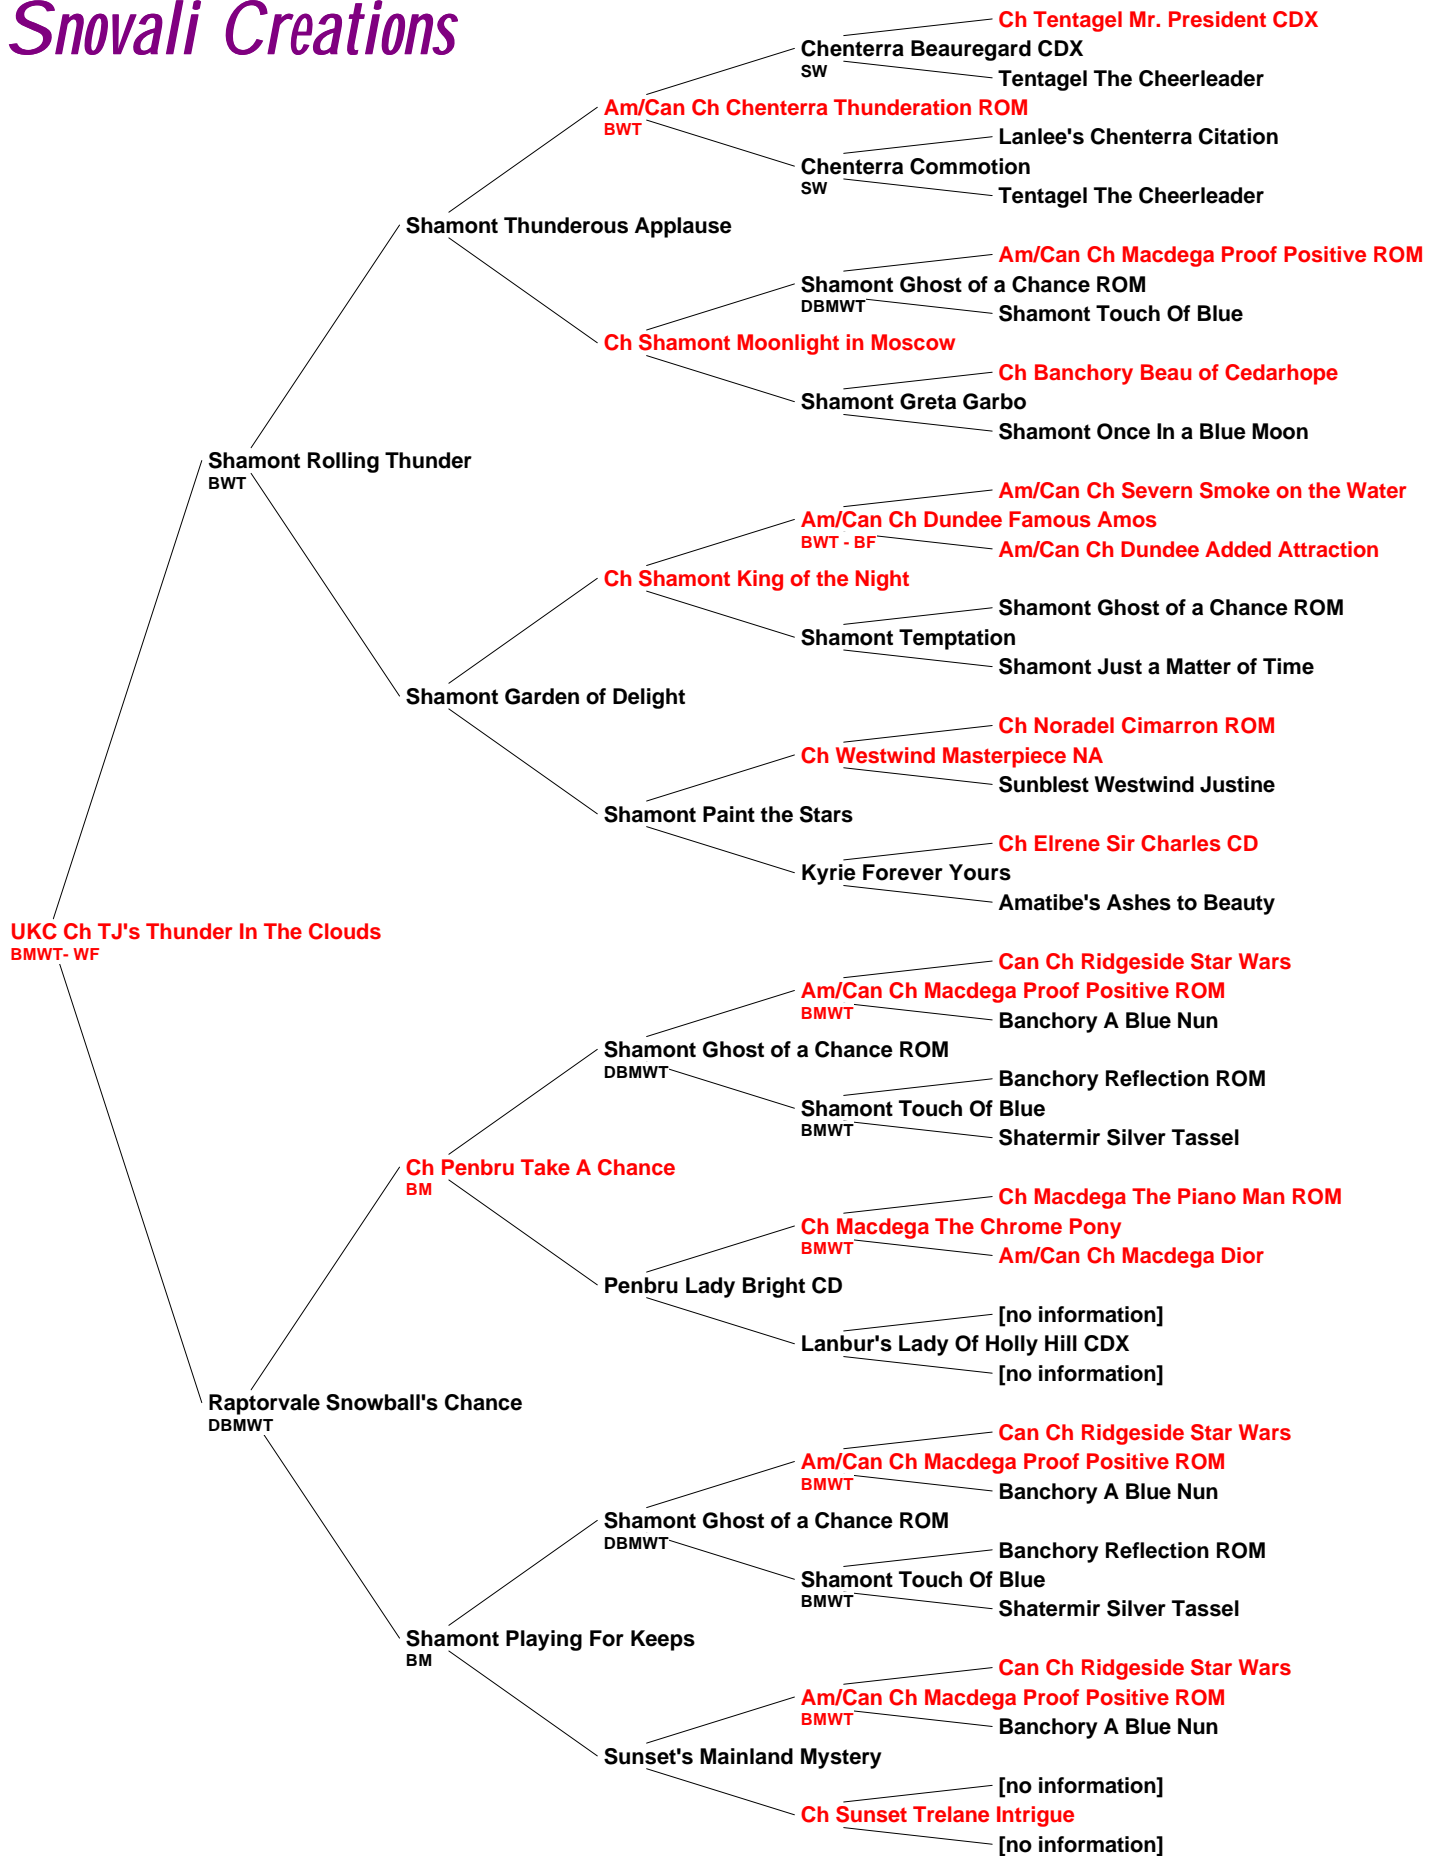 Snovali Creations
Ch Tentagel Mr. President CDX
Chenterra Beauregard CDX
SW
Tentagel The Cheerleader
Am/Can Ch Chenterra Thunderation ROM
BWT
Lanlee's Chenterra Citation
Chenterra Commotion
SW
Tentagel The Cheerleader
Shamont Thunderous Applause
Am/Can Ch Macdega Proof Positive ROM
Shamont Ghost of a Chance ROM
DBMWT
Shamont Touch Of Blue
Ch Shamont Moonlight in Moscow
Ch Banchory Beau of Cedarhope
Shamont Greta Garbo
Shamont Once In a Blue Moon
Shamont Rolling Thunder
BWT
Am/Can Ch Severn Smoke on the Water
Am/Can Ch Dundee Famous Amos
BWT - BF
Am/Can Ch Dundee Added Attraction
Ch Shamont King of the Night
Shamont Ghost of a Chance ROM
Shamont Temptation
Shamont Just a Matter of Time
Shamont Garden of Delight
Ch Noradel Cimarron ROM
Ch Westwind Masterpiece NA
Sunblest Westwind Justine
Shamont Paint the Stars
Ch Elrene Sir Charles CD
Kyrie Forever Yours
Amatibe's Ashes to Beauty
UKC Ch TJ's Thunder In The Clouds
BMWT- WF
Can Ch Ridgeside Star Wars
Am/Can Ch Macdega Proof Positive ROM
BMWT
Banchory A Blue Nun
Shamont Ghost of a Chance ROM
DBMWT
Banchory Reflection ROM
Shamont Touch Of Blue
BMWT
Shatermir Silver Tassel
Ch Penbru Take A Chance
BM
Ch Macdega The Piano Man ROM
Ch Macdega The Chrome Pony
BMWT
Am/Can Ch Macdega Dior
Penbru Lady Bright CD
[no information]
Lanbur's Lady Of Holly Hill CDX
[no information]
Raptorvale Snowball's Chance
DBMWT
Can Ch Ridgeside Star Wars
Am/Can Ch Macdega Proof Positive ROM
BMWT
Banchory A Blue Nun
Shamont Ghost of a Chance ROM
DBMWT
Banchory Reflection ROM
Shamont Touch Of Blue
BMWT
Shatermir Silver Tassel
Shamont Playing For Keeps
BM
Can Ch Ridgeside Star Wars
Am/Can Ch Macdega Proof Positive ROM
BMWT
Banchory A Blue Nun
Sunset's Mainland Mystery
[no information]
Ch Sunset Trelane Intrigue
[no information]